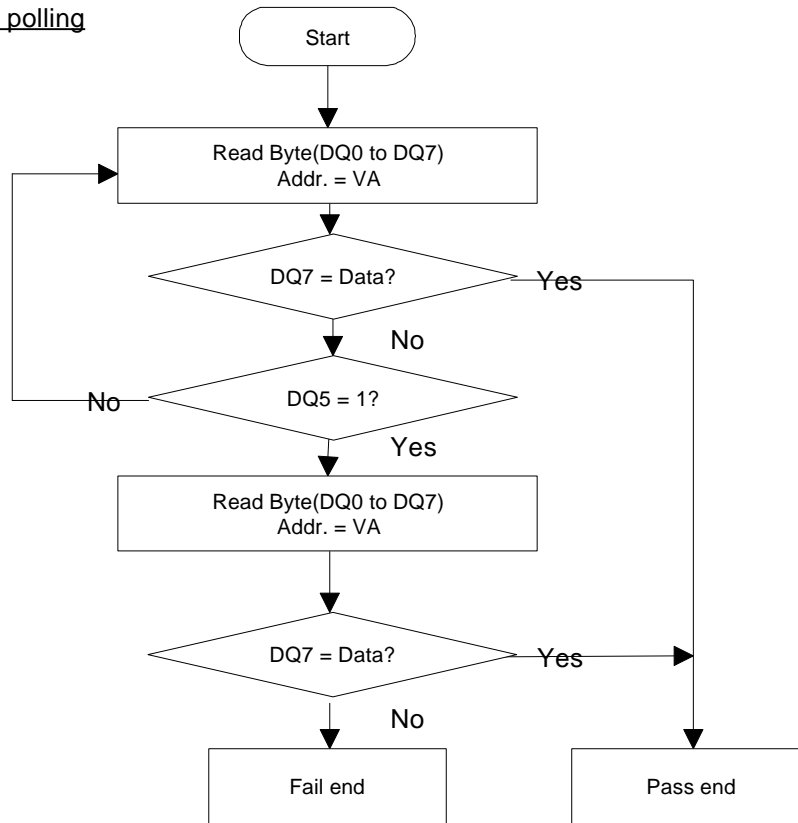 polling
Start
Read Byte(DQ0 to DQ7)
Addr. = VA
DQ7 = Data?
Yes
No
DQ5 = 1?
No
Yes
Read Byte(DQ0 to DQ7)
Addr. = VA
DQ7 = Data?
Yes
No
Fail end
Pass end